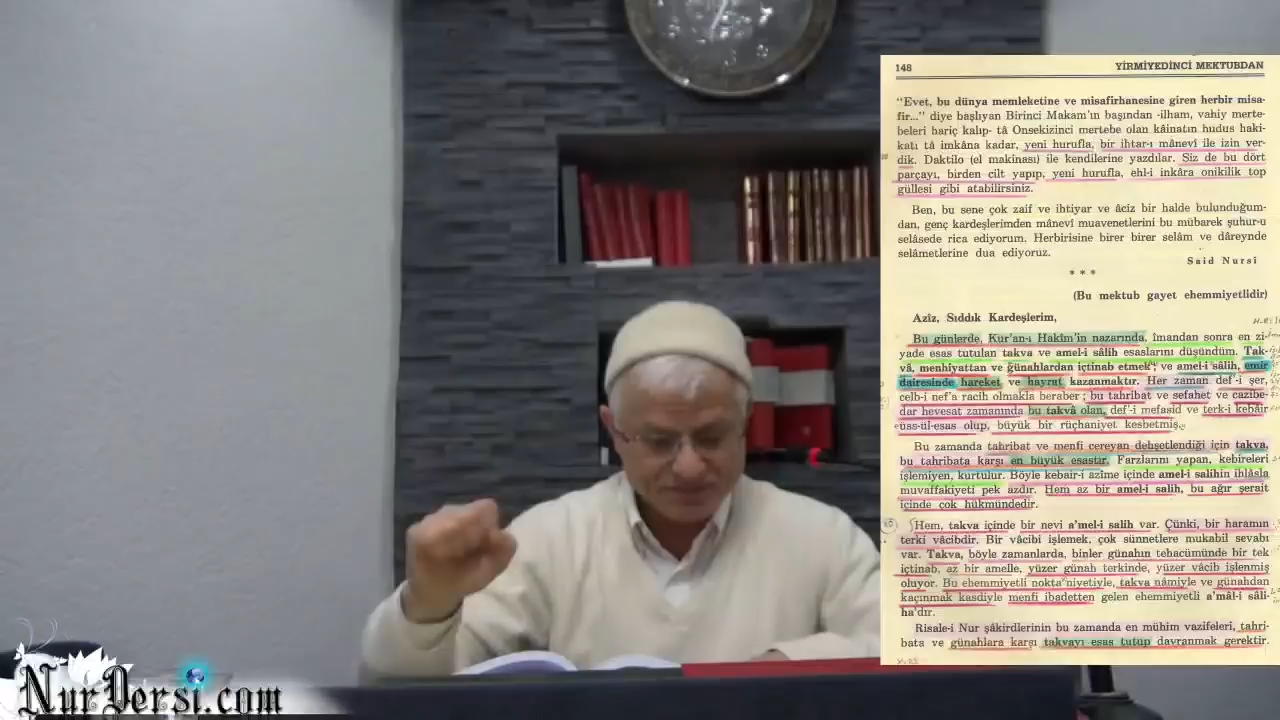 148 YİRMİYEDİNCİ MEKTUBDAN
"Evet, bu dünya memleketine ve misafirhanesine giren herbir misa-
fir..." diye başlıyan Birinci Makam'ın başından -ilham, vahiy merte-
beleri hariç kalıp- tâ Onsekizinci mertebe olan kâinatın hudus haki-
katı tâ imkâna kadar, yeni hurufla, bir ihtar-ı mânevî ile izin ver-
dik. Daktilo (el makinası) ile kendilerine yazdılar. Siz de bu dört
parçayı, birden cilt yapıp, yeni hurufla, ehl-i inkâra onikilik top
güllesi gibi atabilirsiniz.
Ben, bu sene çok zaif ve ihtiyar ve âciz bir halde bulunduğum-
dan, genç kardeşlerimden mânevî muavenetlerini bu mübarek şuhur-u
selâsede rica ediyorum. Herbirisine birer birer selâm ve dâreynde
selâmetlerine dua ediyoruz.
Said Nursî
* * *
(Bu mektub gayet ehemmiyetlidir)
Azîz, Sıddık Kardeşlerim,
Bu günlerde, Kur'an-ı Hakîm'in nazarında, îmandan sonra en zi-
yade esas tutulan takva ve amel-i sâlih esaslarını düşündüm. Tak-
vâ, menhiyattan ve günahlardan içtinab etmek; ve amel-i sâlih, emir
dairesinde hareket ve hayrat kazanmaktır. Her zaman def'-i şer,
celb-i nef'a racih olmakla beraber; bu tahribat ve sefahet ve cazibe-
dar hevesat zamanında bu takvâ olan, def'-i mefasid ve terk-i kebair
üss-ül-esas olup, büyük bir rüçhaniyet kesbetmiş.
Bu zamanda tahribat ve menfi cereyan dehşetlendiği için takva,
bu tahribata karşı en büyük esastır. Farzlarını yapan, kebireleri
işlemiyen, kurtulur. Böyle kebair-i azîme içinde amel-i salihin ihlâsla
muvaffakiyeti pek azdır. Hem az bir amel-i salih, bu ağır şerait
içinde çok hükmündedir.
Hem, takva içinde bir nevi a'mel-i salih var. Çünki, bir haramın
terki vâcibdir. Bir vâcibi işlemek, çok sünnetlere mukabil sevabı
var. Takva, böyle zamanlarda, binler günahın tehacümünde bir tek
içtinab, az bir amelle, yüzer günah terkinde, yüzer vâcib işlenmiş
oluyor. Bu ehemmiyetli nokta niyetiyle, takva nâmiyle ve günahdan
kaçınmak kasdiyle menfi ibadetten gelen ehemmiyetli a'mâl-i sâli-
ha'dır.
Risale-i Nur şâkirdlerinin bu zamanda en mühim vazifeleri, tahri-
bata ve günahlara karşı takvayı esas tutup davranmak gerektir.
NurDersi.com